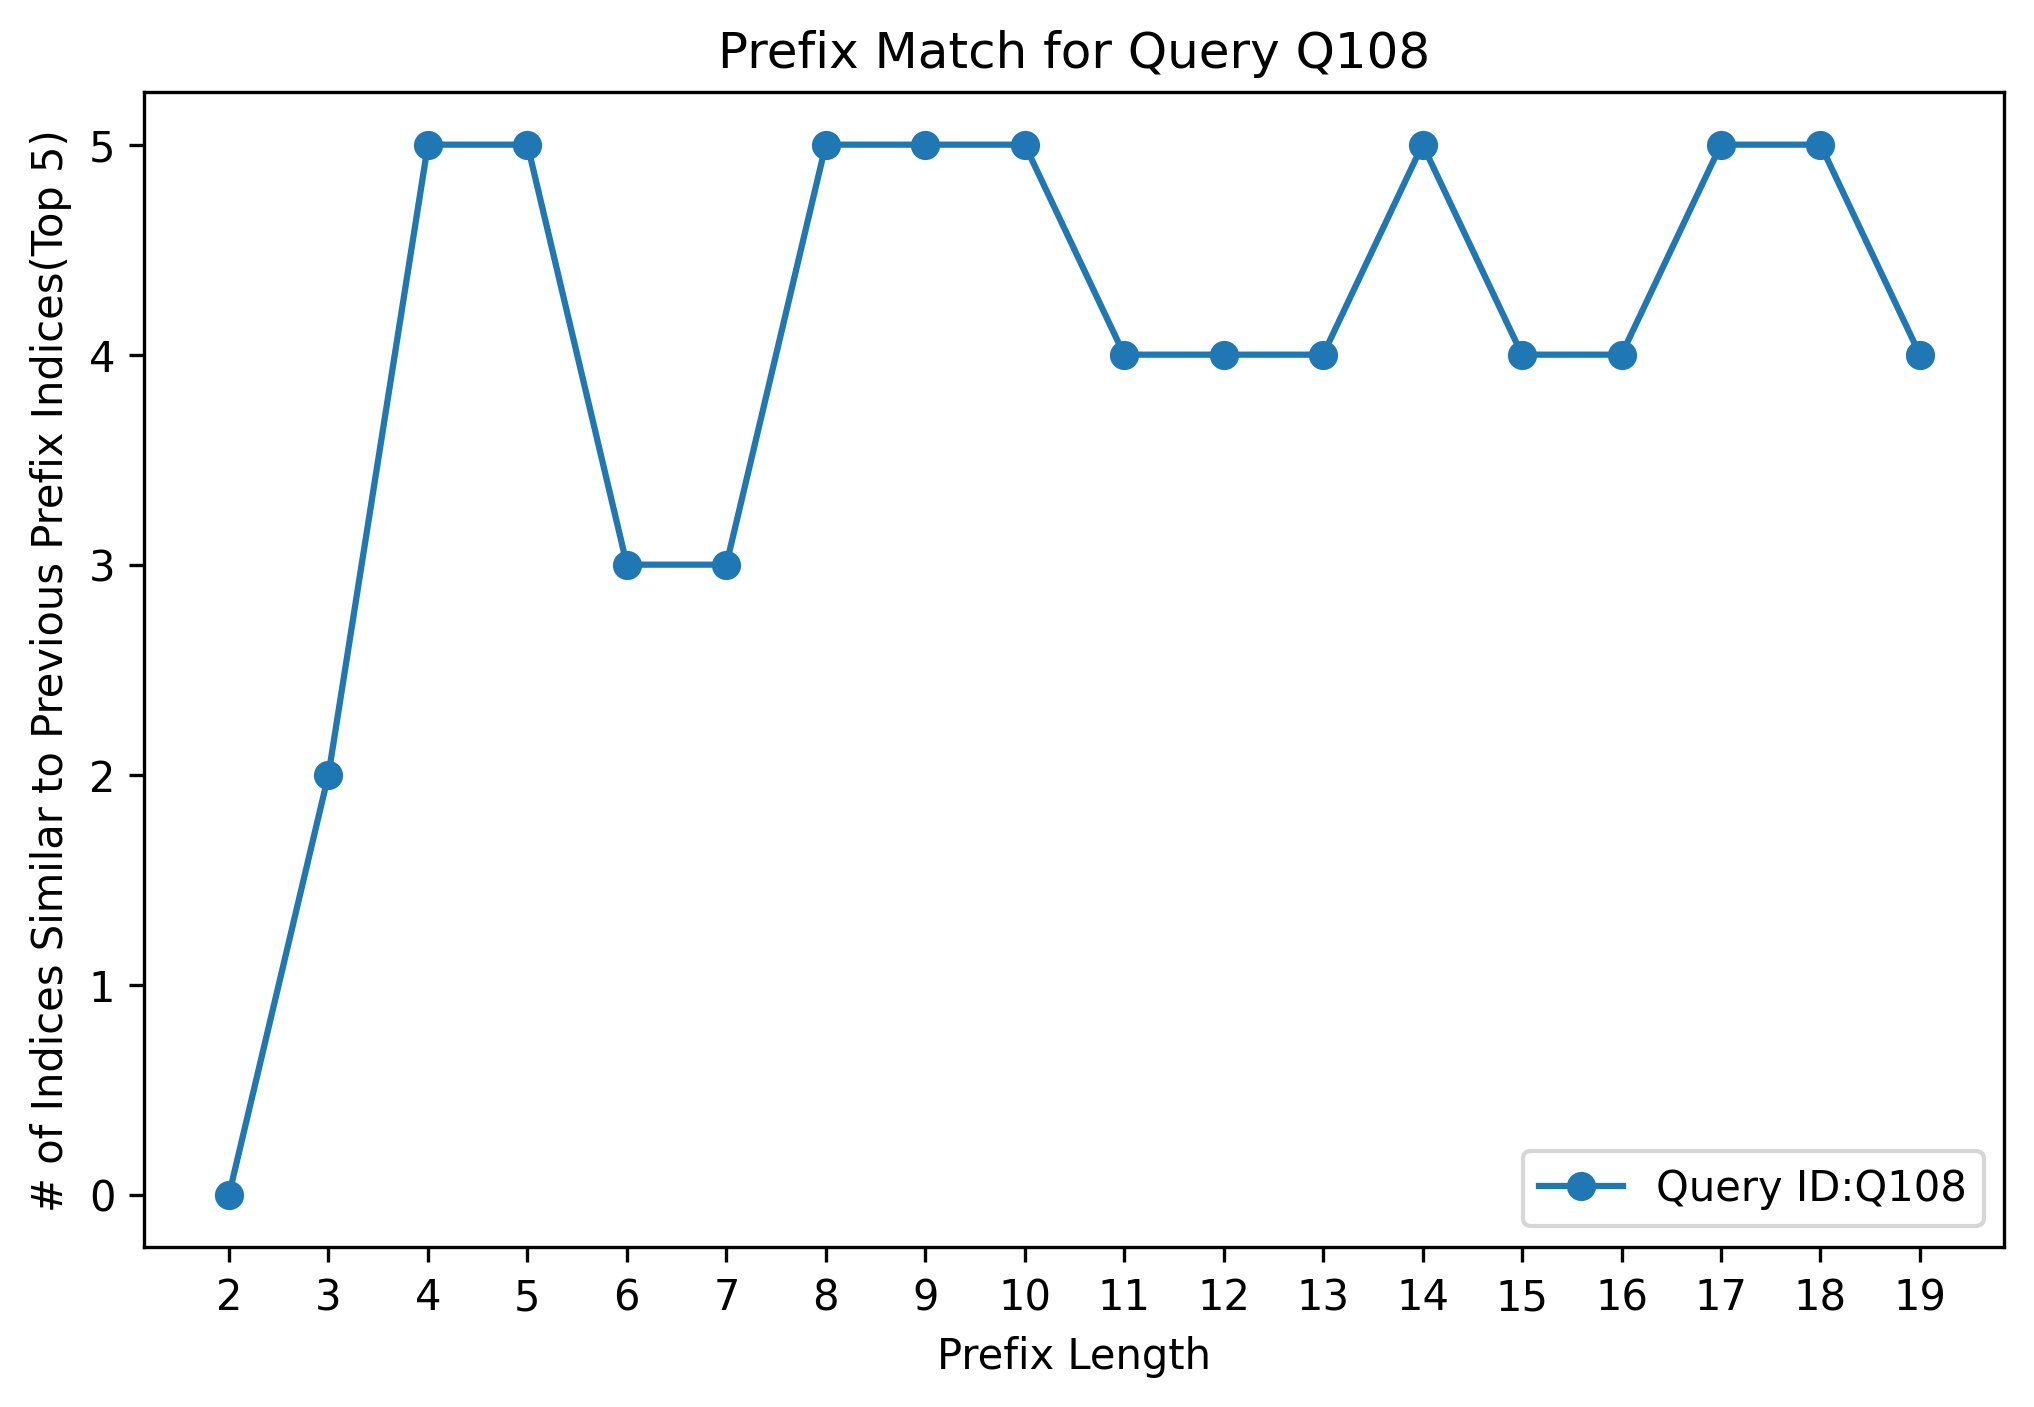 Prefix Match for Query Q108
# of Indices Similar to Previous Prefix Indices(Top 5)
5
4
3
2
1
0
Query ID:Q108
2 3 4 5 6 7 8 9 10 11 12 13 14 15 16 17 18 19
Prefix Length